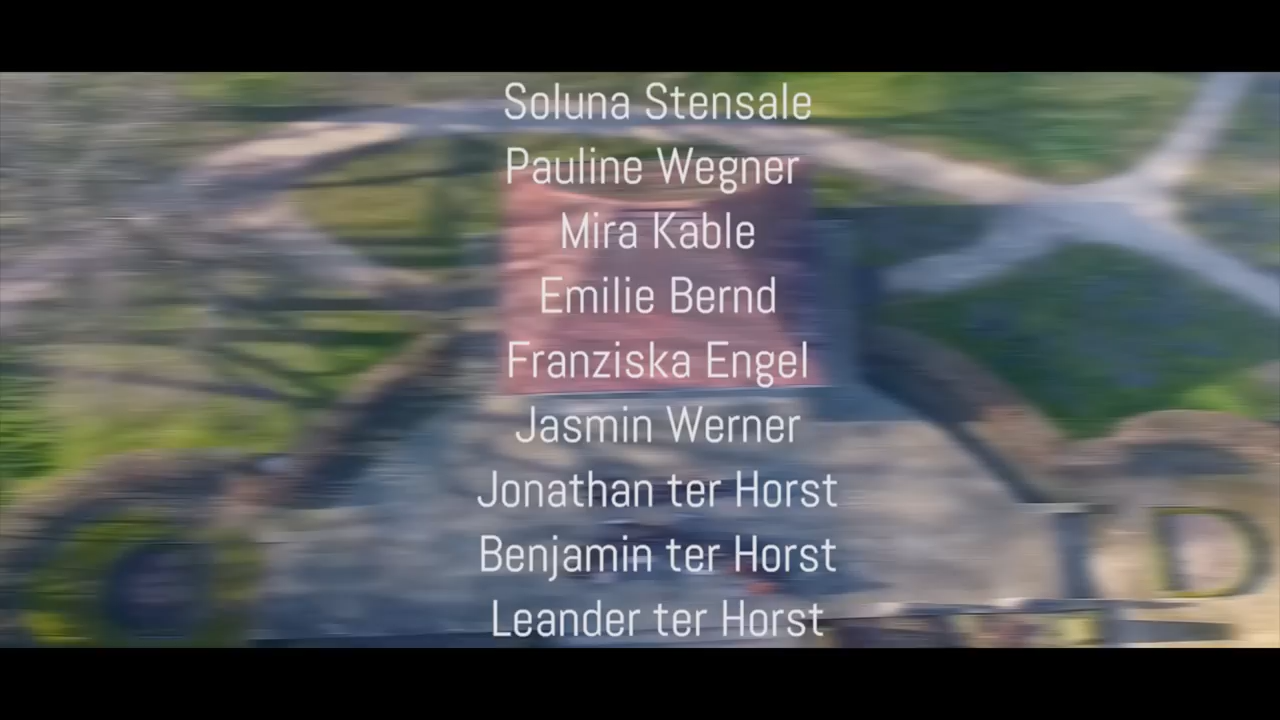 Soluna Stensale
Pauline Wegner
Mira Kable
Emilie Bernd
Franziska Engel
Jasmin Werner
Jonathan ter Horst
Benjamin ter Horst
Leander ter Horst
ID